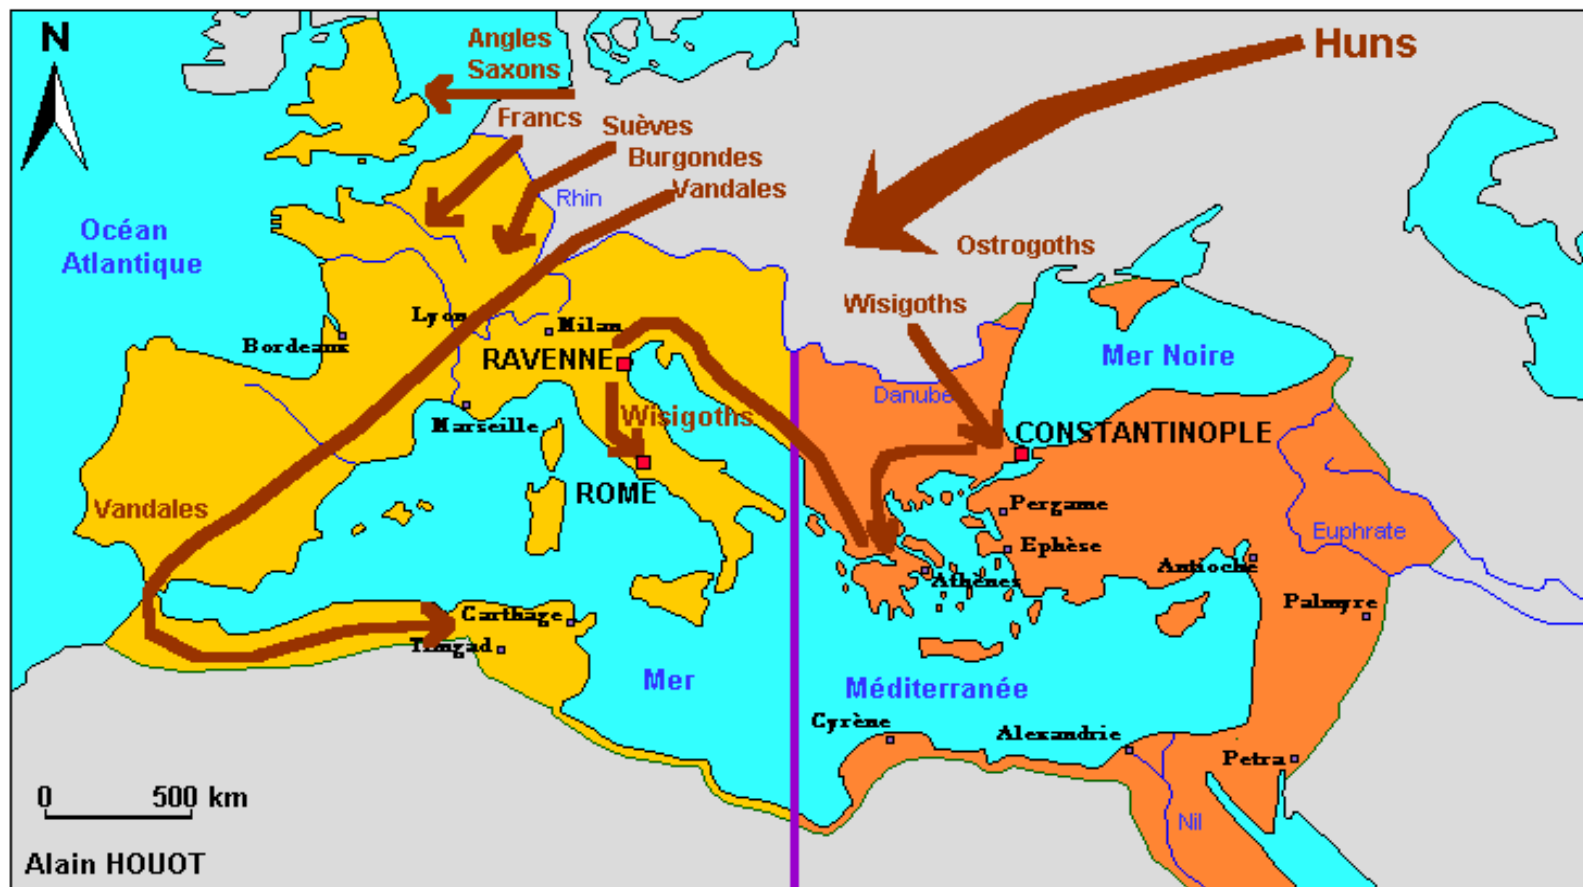 N
Angles
Saxons
Huns
Francs
Suèves
Burgondes
Vandales
Rhin
Océan
Atlantique
Ostrogoths
Wisigoths
Lyon
Milan
Bordeaux
RAVENNE
Mer Noire
Danube
Marseille
Wisigoths
CONSTANTINOPLE
ROME
Vandales
Pergame
Euphrate
Ephèse
Antioche
Athènes
Palmyre
Carthage
Timgad
Mer
Méditerranée
Cyrène
Alexandrie
Petra
0 500 km
Nil
Alain HOUOT